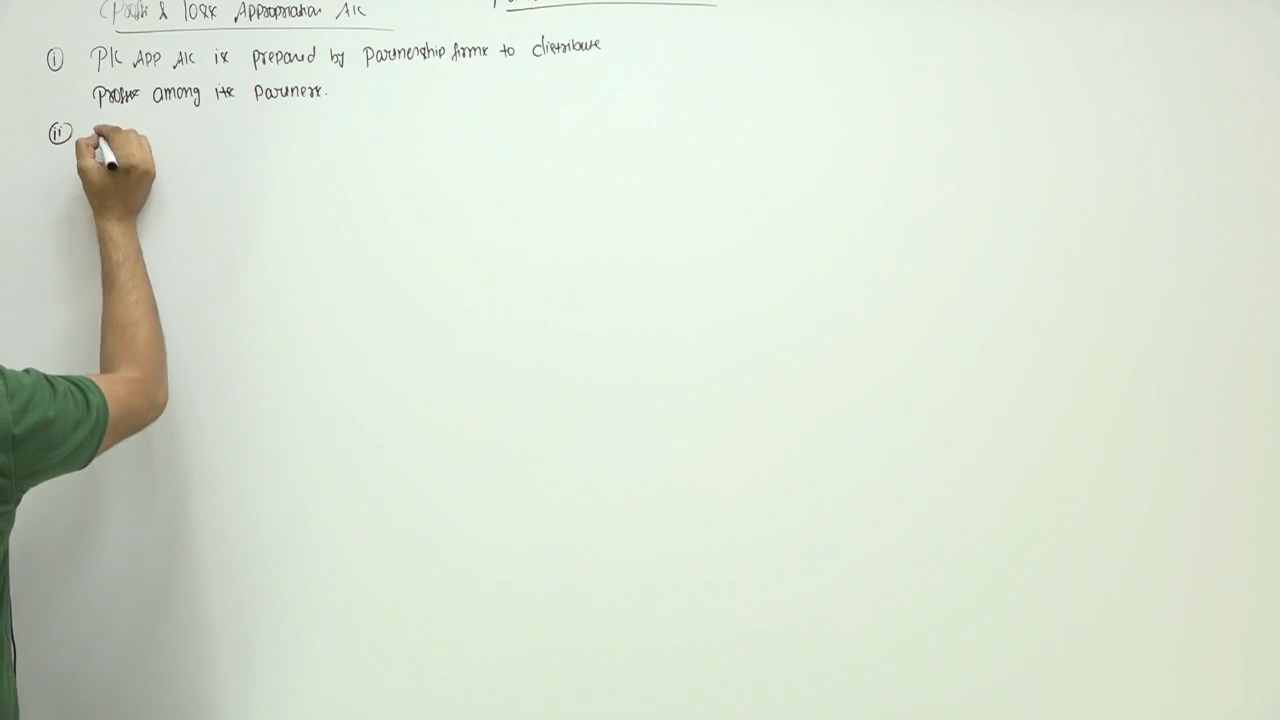 Profit & loss Appropriation A/c
(i) P/L APP A/c is prepared by Partnership firms to distribute
Profits among its Partners.
(ii)